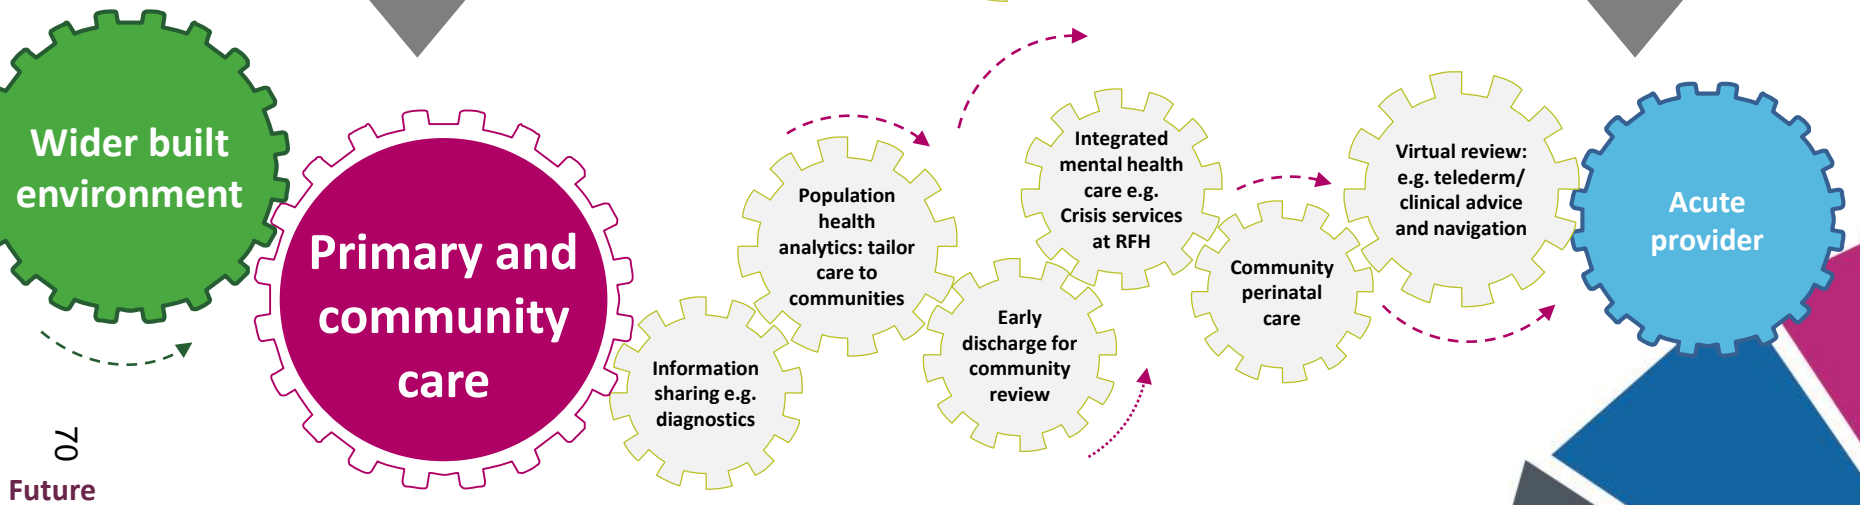 Wider built
environment
Primary and
community
care
Information
sharing e.g.
diagnostics
Population
health
analytics: tailor
care to
communities
Early
discharge for
community
review
Integrated
mental health
care e.g.
Crisis services
at RFH
Community
perinatal
care
Virtual review:
e.g. telederm/
clinical advice
and navigation
Acute
provider
70
Future